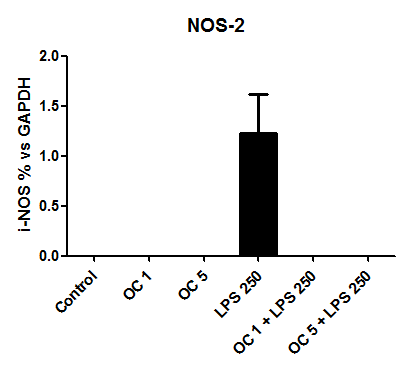 NOS-2
i-NOS % vs GAPDH
2.0
1.5
1.0
0.5
0.0
Control
OC 1
OC 5
LPS 250
OC 1 + LPS 250
OC 5 + LPS 250